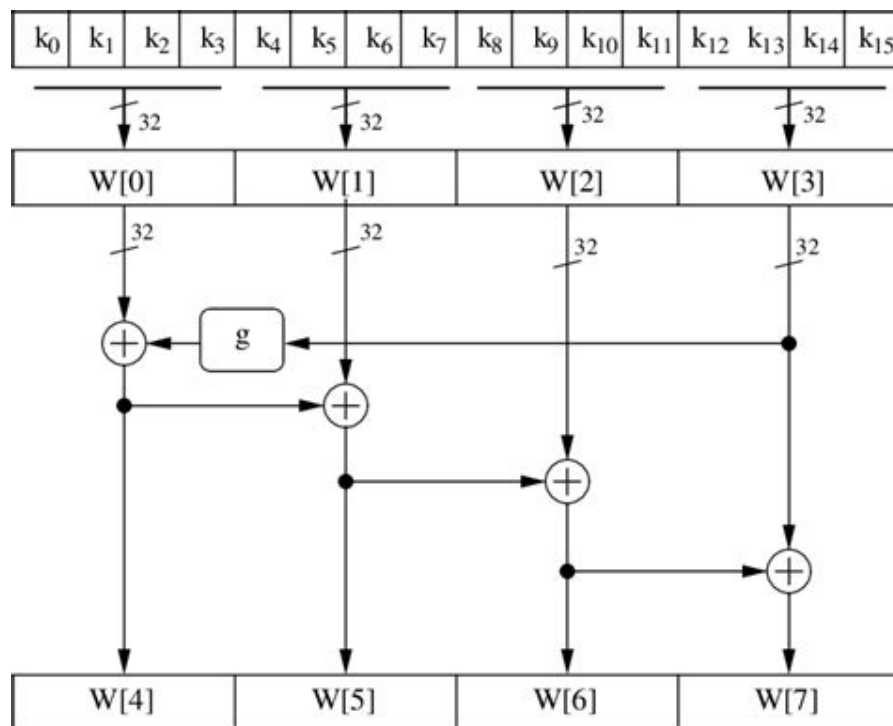 k₀ k₁ k₂ k₃ k₄ k₅ k₆ k₇ k₈ k₉ k₁₀ k₁₁ k₁₂ k₁₃ k₁₄ k₁₅
32 32 32 32
W[0] W[1] W[2] W[3]
32 32 32 32
g
W[4] W[5] W[6] W[7]